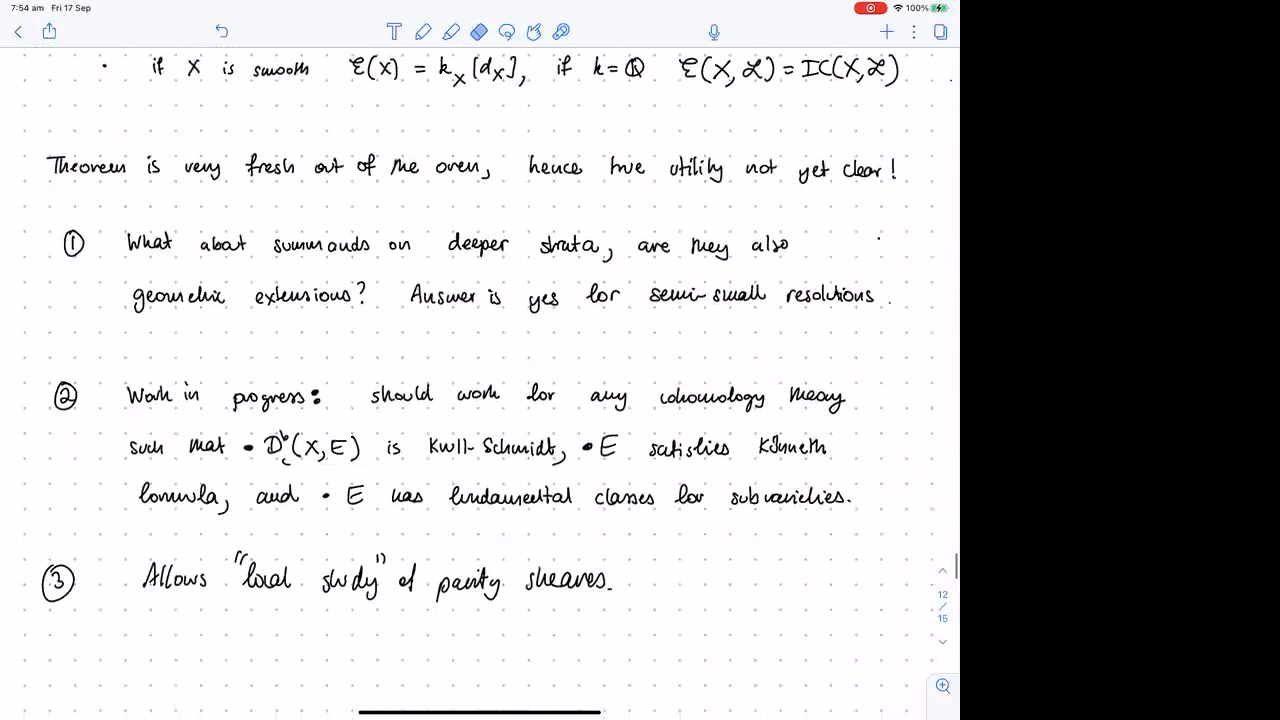 7:54 am Fri 17 Sep
100%
• if X is smooth ℰ(X) = k_X [d_X], if k = ℚ ℰ(X, ℒ) = IC(X, ℒ)
Theorem is very fresh out of the oven, hence true utility not yet clear!
① What about summands on deeper strata, are they also
geometric extensions? Answer is yes for semi-small resolutions.
② Work in progress: should work for any cohomology theory
such that • D^b_c(X, E) is Krull-Schmidt, • E satisfies Künneth
formula, and • E has fundamental classes for subvarieties.
③ Allows "local study" of parity sheaves.
12
/
15